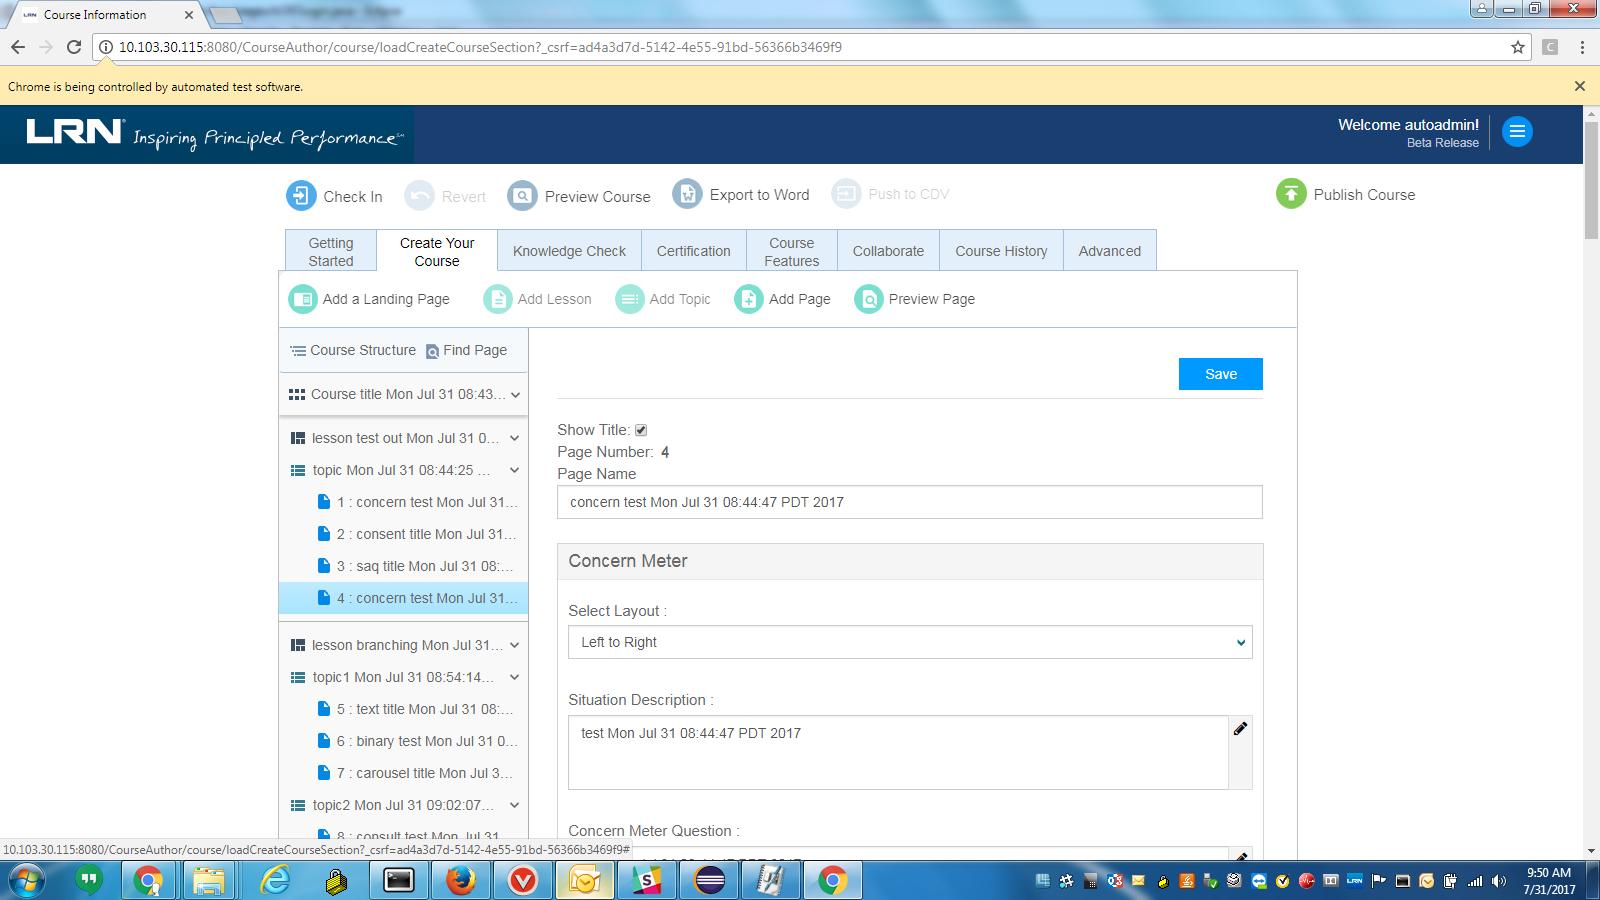 Course Information
10.103.30.115:8080/CourseAuthor/course/loadCreateCourseSection?_csrf=ad4a3d7d-5142-4e55-91bd-56366b3469f9
Chrome is being controlled by automated test software.
LRN Inspiring Principled Performance
Welcome autoadmin!
Beta Release
Check In
Revert
Preview Course
Export to Word
Push to CDV
Publish Course
Getting Started
Create Your Course
Knowledge Check
Certification
Course Features
Collaborate
Course History
Advanced
Add a Landing Page
Add Lesson
Add Topic
Add Page
Preview Page
Course Structure
Find Page
Course title Mon Jul 31 08:43...
lesson test out Mon Jul 31 0...
topic Mon Jul 31 08:44:25 ...
1 : concern test Mon Jul 31...
2 : consent title Mon Jul 31...
3 : saq title Mon Jul 31 08:...
4 : concern test Mon Jul 31...
lesson branching Mon Jul 31...
topic1 Mon Jul 31 08:54:14...
5 : text title Mon Jul 31 08:...
6 : binary test Mon Jul 31 0...
7 : carousel title Mon Jul 3...
topic2 Mon Jul 31 09:02:07...
8 : consult test Mon Jul 31
Save
Show Title:
Page Number: 4
Page Name
concern test Mon Jul 31 08:44:47 PDT 2017
Concern Meter
Select Layout :
Left to Right
Situation Description :
test Mon Jul 31 08:44:47 PDT 2017
Concern Meter Question :
10.103.30.115:8080/CourseAuthor/course/loadCreateCourseSection?_csrf=ad4a3d7d-5142-4e55-91bd-56366b3469f9#
9:50 AM
7/31/2017